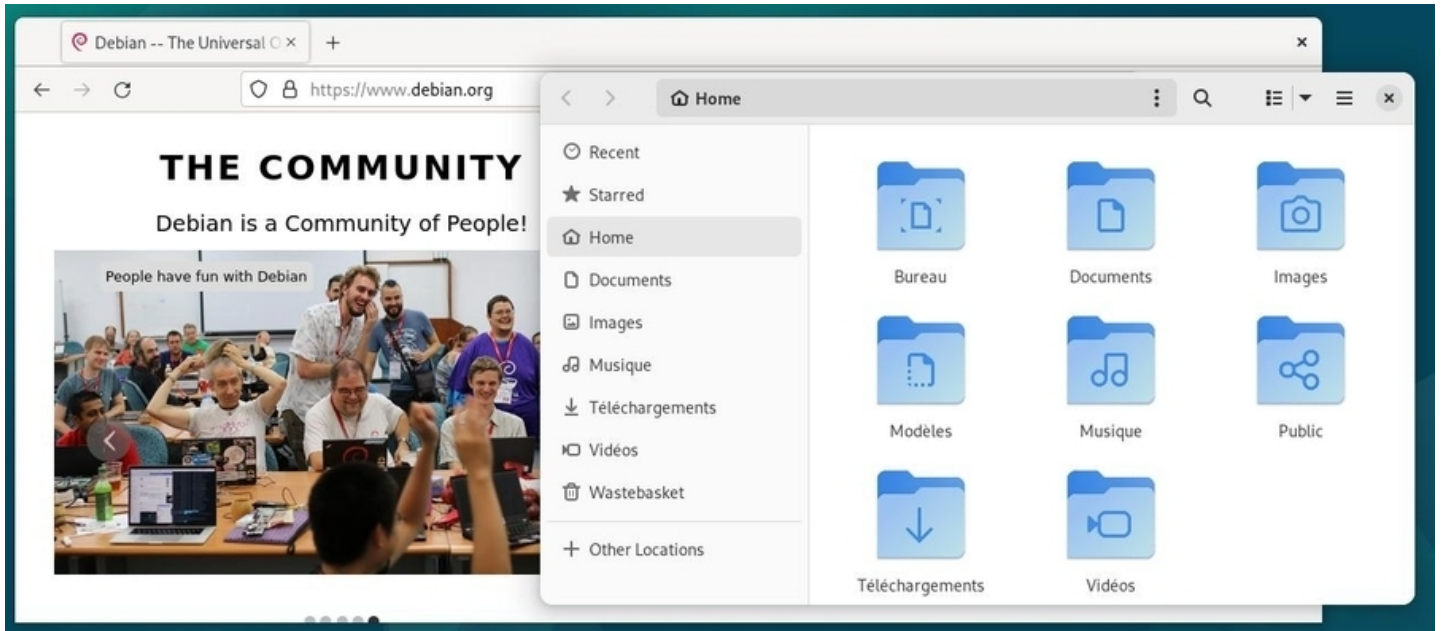 Debian -- The Universal O
https://www.debian.org
THE COMMUNITY
Debian is a Community of People!
People have fun with Debian
Home
Recent
Starred
Home
Documents
Images
Musique
Téléchargements
Vidéos
Wastebasket
Other Locations
Bureau
Documents
Images
Modèles
Musique
Public
Téléchargements
Vidéos